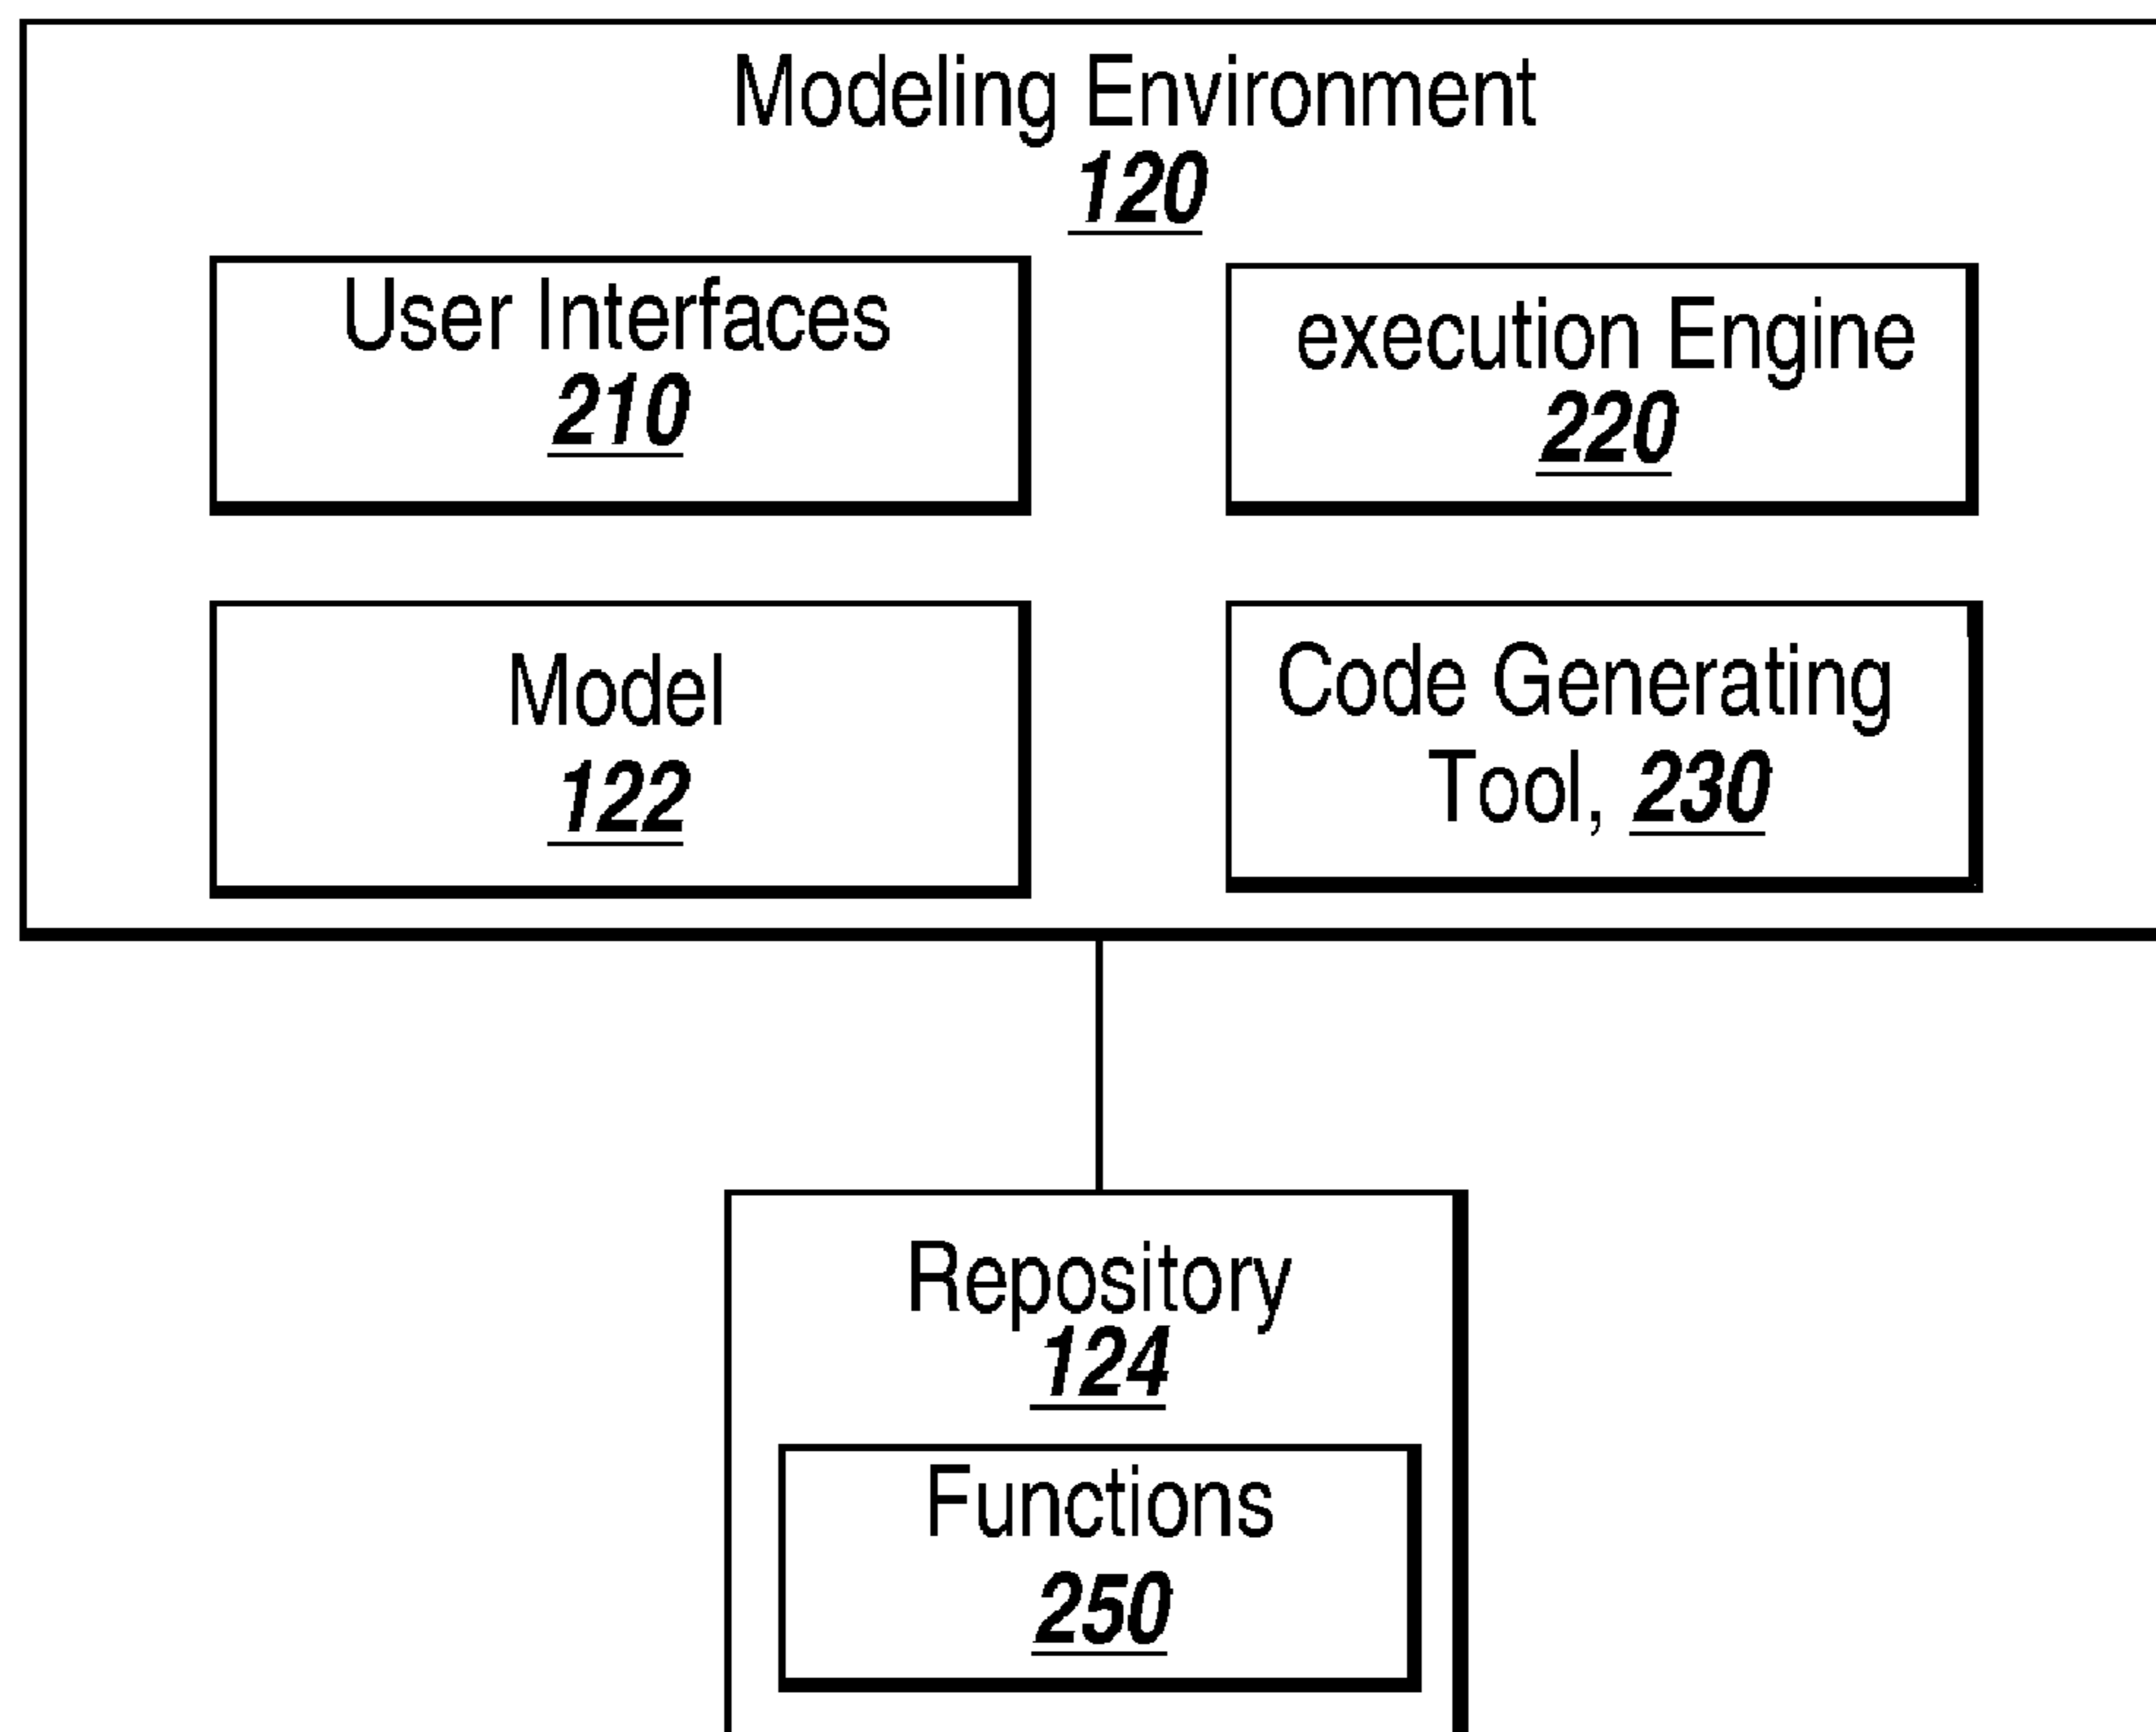 Modeling Environment
120
User Interfaces
210
execution Engine
220
Model
122
Code Generating
Tool, 230
Repository
124
Functions
250